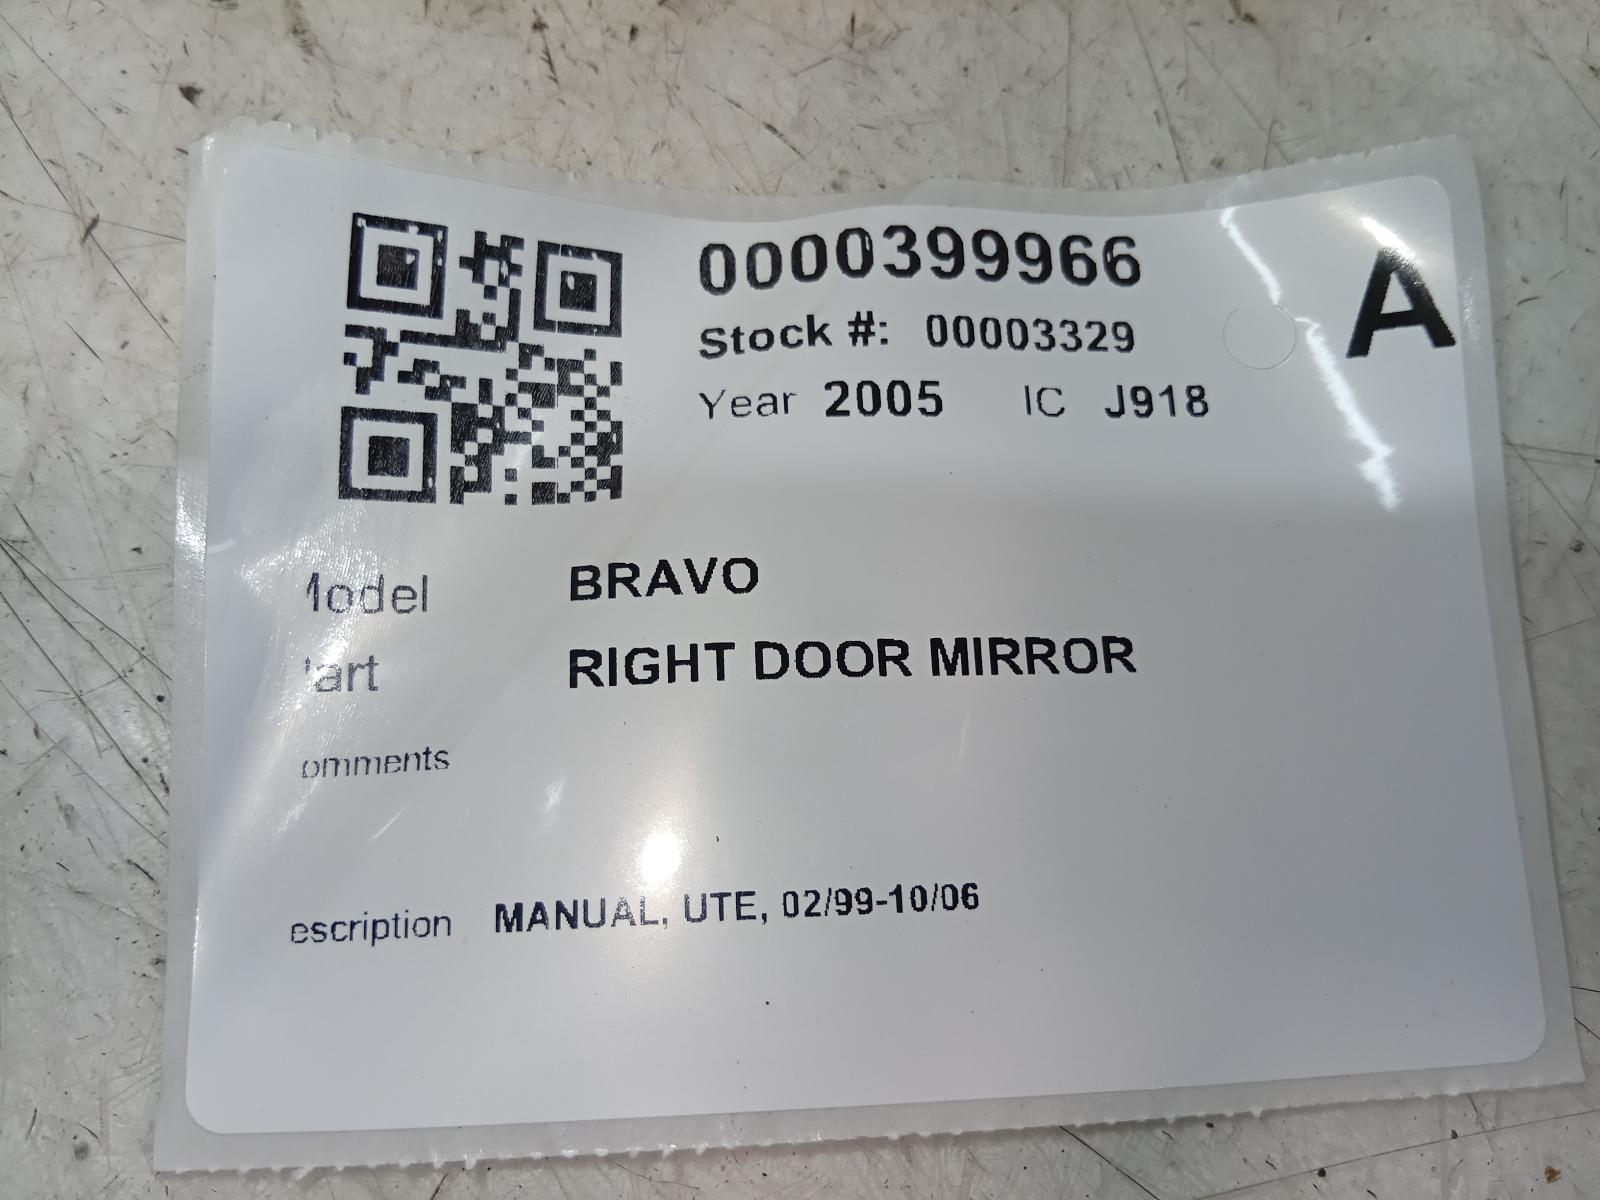 0000399966
A
Stock #: 00003329
Year 2005 IC J918
Model BRAVO
art RIGHT DOOR MIRROR
omments
escription MANUAL, UTE, 02/99-10/06